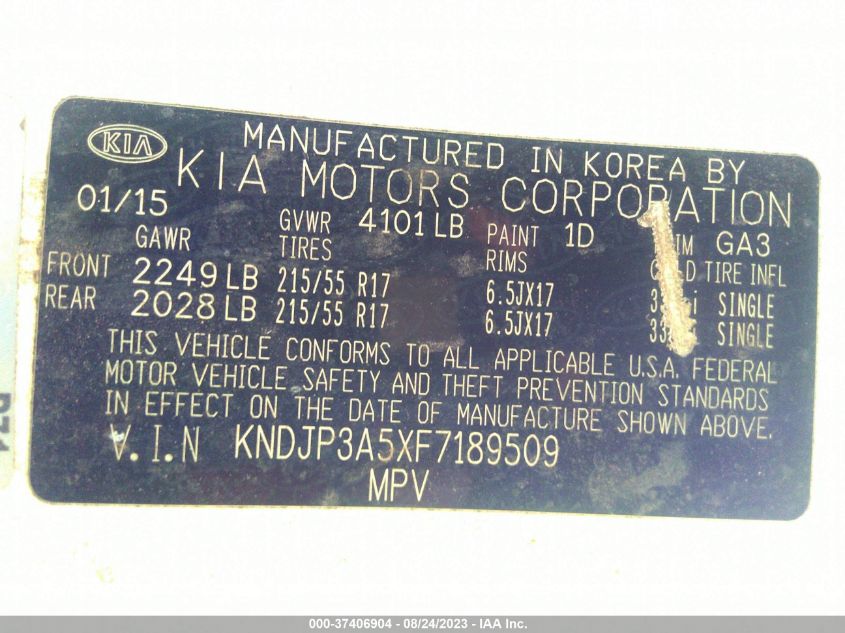 KIA
MANUFACTURED IN KOREA BY
KIA MOTORS CORPORATION
01/15 GVWR 4101 LB PAINT 1D GA3
GAWR TIRES RIMS TIRE INFL
FRONT 2249 LB 215/55 R17 6.5JX17 SINGLE
REAR 2028 LB 215/55 R17 6.5JX17 SINGLE
THIS VEHICLE CONFORMS TO ALL APPLICABLE U.S.A. FEDERAL
MOTOR VEHICLE SAFETY AND THEFT PREVENTION STANDARDS
IN EFFECT ON THE DATE OF MANUFACTURE SHOWN ABOVE.
V.I.N KNDJP3A5XF7189509
MPV
000-37406904 - 08/24/2023 - IAA Inc.